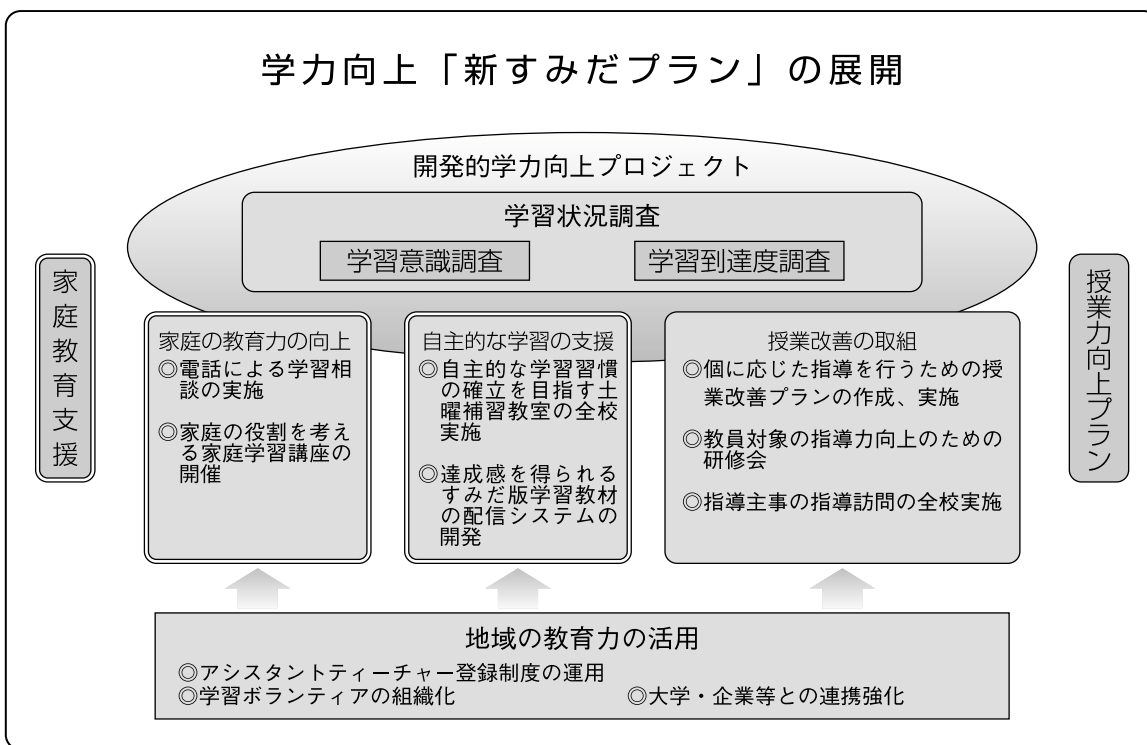 学力向上「新すみだプラン」の展開
開発的学力向上プロジェクト
学習状況調査
学習意識調査
学習到達度調査
家庭教育支援
家庭の教育力の向上
◎電話による学習相
談の実施
◎家庭の役割を考え
る家庭学習講座の
開催
自主的な学習の支援
◎自主的な学習習慣
の確立を目指す土
曜補習教室の全校
実施
◎達成感を得られる
すみだ版学習教材
の配信システムの
開発
授業改善の取組
◎個に応じた指導を行うための授
業改善プランの作成、実施
◎教員対象の指導力向上のための
研修会
◎指導主事の指導訪問の全校実施
授業力向上プラン
地域の教育力の活用
◎アシスタントティーチャー登録制度の運用
◎学習ボランティアの組織化
◎大学・企業等との連携強化